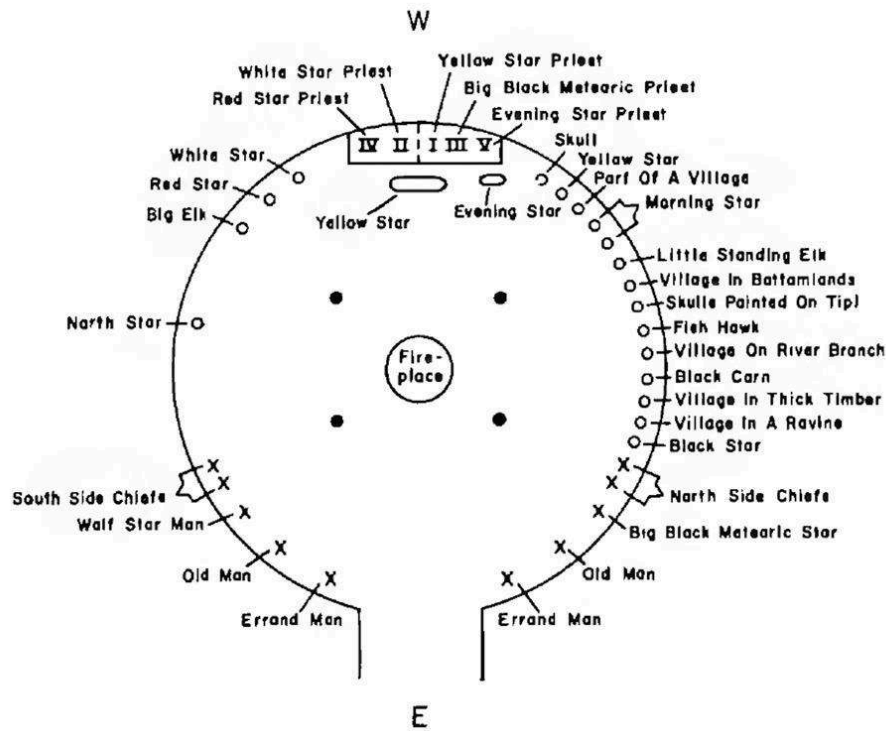 W
Yellow Star Priest
White Star Priest
Big Black Meteoric Priest
Red Star Priest
Evening Star Priest
IV II I III V
Skull
White Star
Yellow Star
Part Of A Village
Red Star
Morning Star
Big Elk
Yellow Star
Evening Star
Little Standing Elk
Village In Bottomlands
Skulls Painted On Tipi
North Star
Fish Hawk
Fire-
place
Village On River Branch
Black Corn
Village In Thick Timber
Village In A Ravine
Black Star
South Side Chiefs
North Side Chiefs
Wolf Star Man
Big Black Meteoric Star
Old Man
Old Man
Errand Man
Errand Man
E